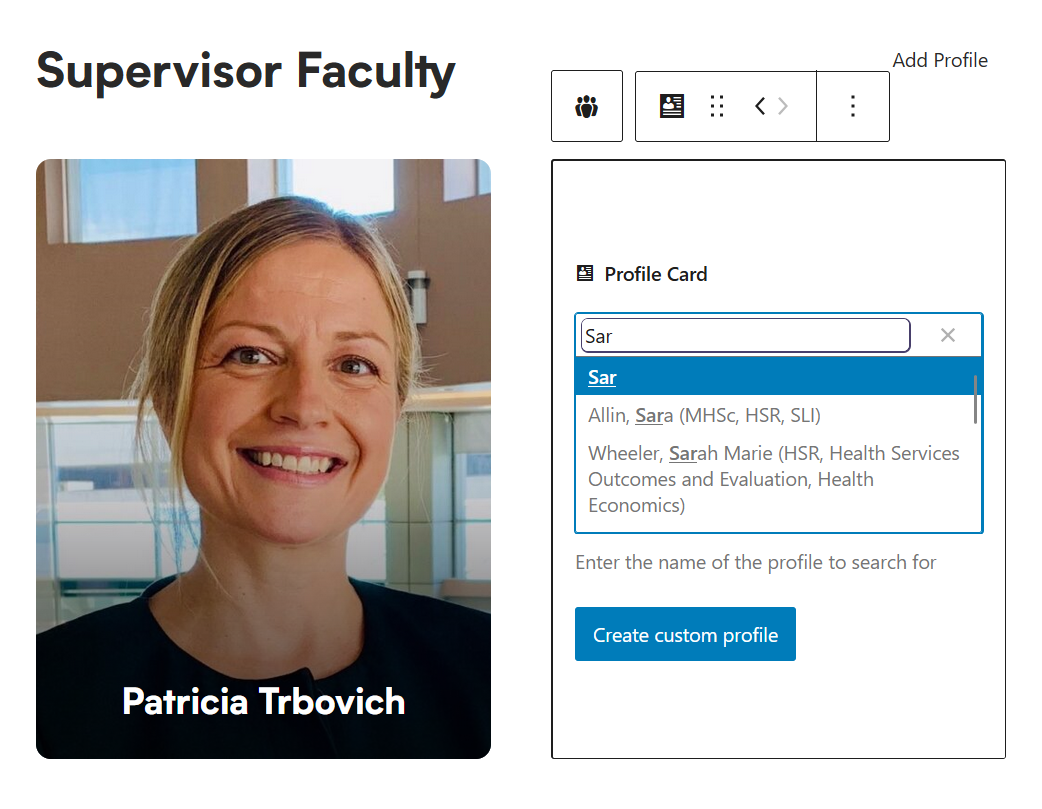 Supervisor Faculty
Add Profile
Profile Card
Sar
Sar
Allin, Sara (MHSc, HSR, SLI)
Wheeler, Sarah Marie (HSR, Health Services
Outcomes and Evaluation, Health
Economics)
Enter the name of the profile to search for
Create custom profile
Patricia Trbovich